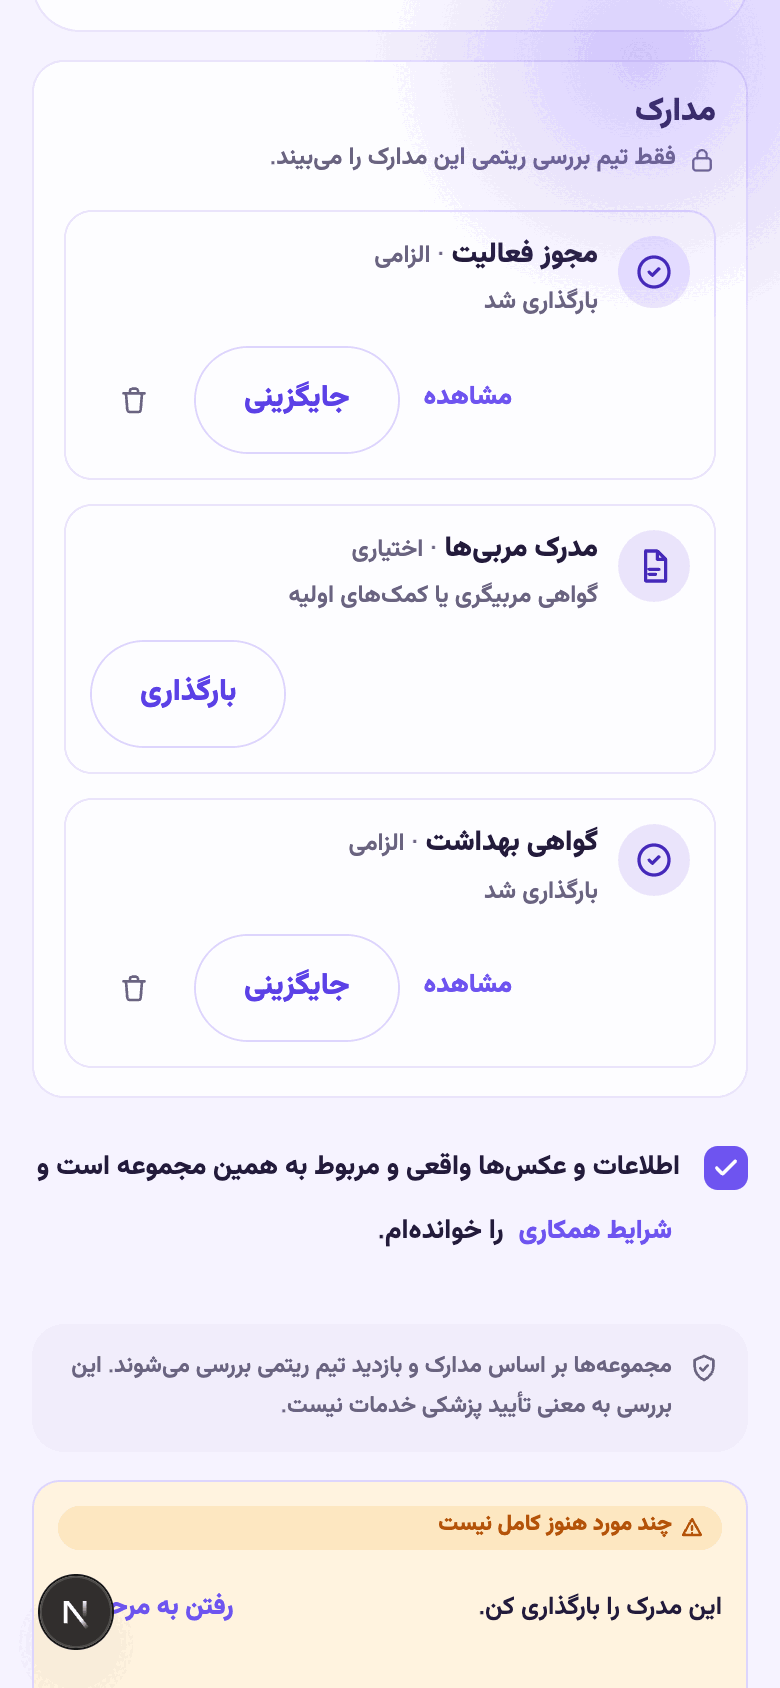 مدارک
فقط تیم بررسی ریتمی این مدارک را می‌بیند.
مجوز فعالیت · الزامی
بارگذاری شد
مشاهده
جایگزینی
مدرک مربی‌ها · اختیاری
گواهی مربیگری یا کمک‌های اولیه
بارگذاری
گواهی بهداشت · الزامی
بارگذاری شد
مشاهده
جایگزینی
اطلاعات و عکس‌ها واقعی و مربوط به همین مجموعه است و
شرایط همکاری را خوانده‌ام.
مجموعه‌ها بر اساس مدارک و بازدید تیم ریتمی بررسی می‌شوند. این
بررسی به معنی تأیید پزشکی خدمات نیست.
چند مورد هنوز کامل نیست
این مدرک را بارگذاری کن.
رفتن به
N